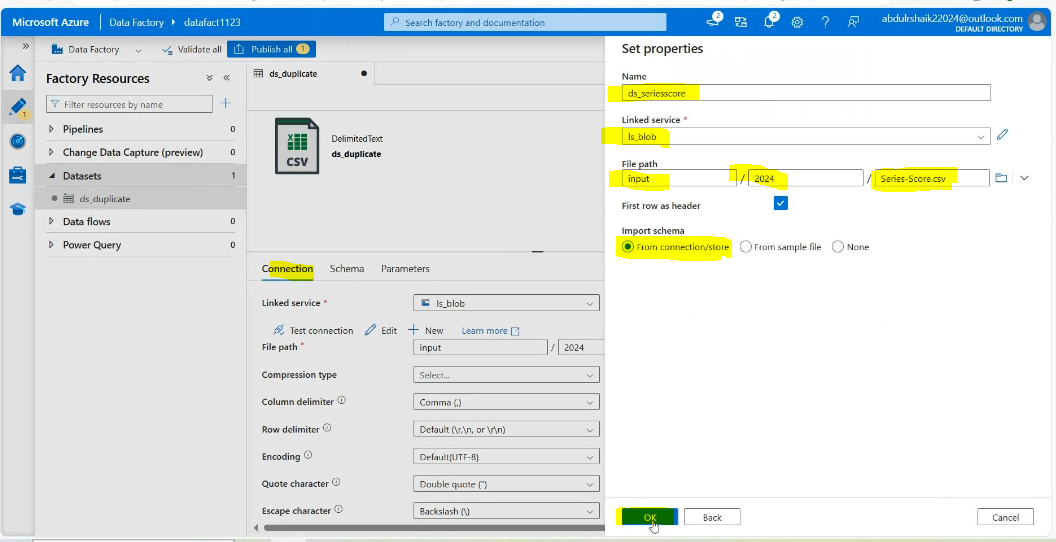 Microsoft Azure
Data Factory
datafact1123
Search factory and documentation
2
2
abdulrshaik22024@outlook.com
DEFAULT DIRECTORY
Data Factory
Validate all
Publish all 1
Factory Resources
Filter resources by name
1
Pipelines 0
Change Data Capture (preview) 0
Datasets 1
ds_duplicate
Data flows 0
Power Query 0
ds_duplicate
CSV
DelimitedText
ds_duplicate
Connection Schema Parameters
Linked service *
ls_blob
Test connection Edit New Learn more
File path *
input / 2024
Compression type
Select...
Column delimiter
Comma (,)
Row delimiter
Default (\r,\n, or \r\n)
Encoding
Default(UTF-8)
Quote character
Double quote (")
Escape character
Backslash (\)
Set properties
Name
ds_seriesscore
Linked service *
ls_blob
File path
input / 2024 / Series-Score.csv
First row as header
Import schema
From connection/store From sample file None
OK Back Cancel